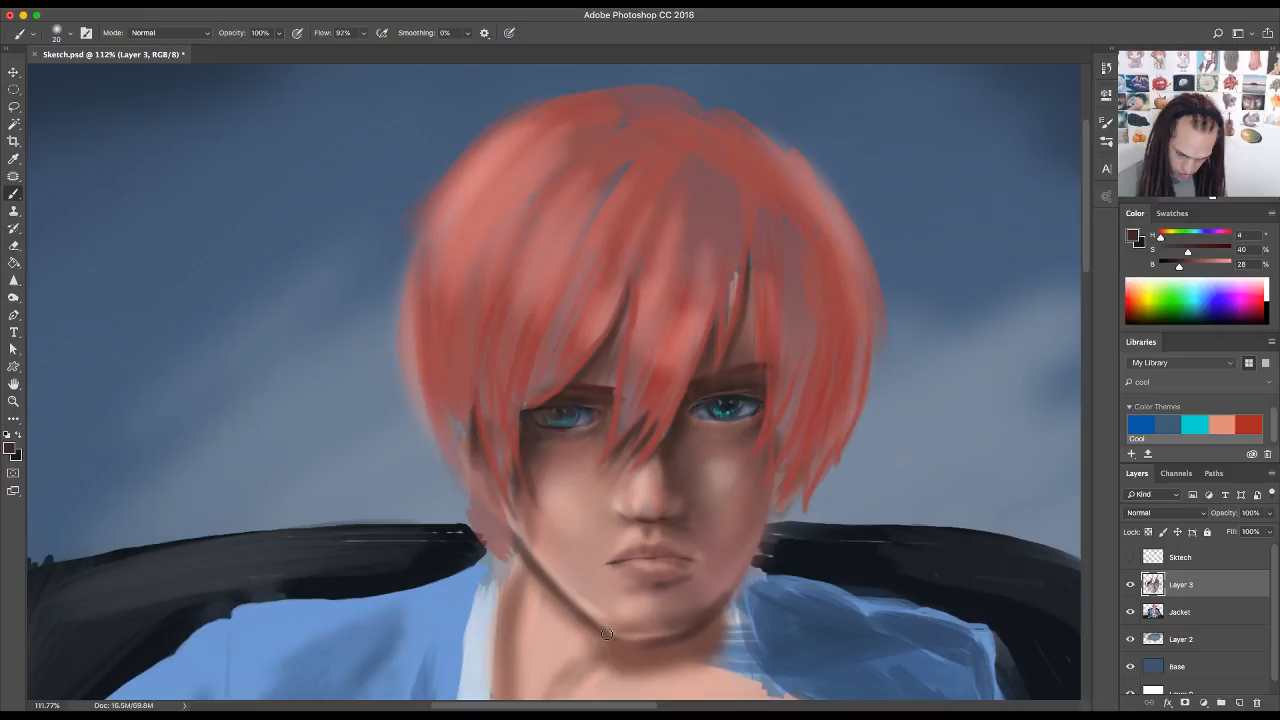 Adobe Photoshop CC 2018
20 Mode: Normal Opacity: 100% Flow: 92% Smoothing: 0%
Sketch.psd @ 112% (Layer 3, RGB/8) *
Color Swatches
H 4 °
S 40 %
B 28 %
Libraries
My Library
cool
Color Themes
Cool
Layers Channels Paths
Kind
Normal Opacity: 100%
Lock: Fill: 100%
Sktech
Layer 3
Jacket
Layer 2
Base
111.77% Doc: 16.5M/69.8M